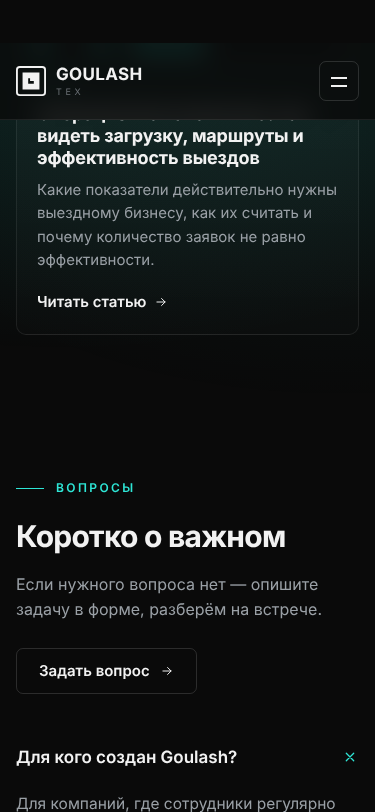 GOULASH
ТЕХ
видеть загрузку, маршруты и
эффективность выездов
Какие показатели действительно нужны
выездному бизнесу, как их считать и
почему количество заявок не равно
эффективности.
Читать статью →
ВОПРОСЫ
Коротко о важном
Если нужного вопроса нет — опишите
задачу в форме, разберём на встрече.
Задать вопрос →
Для кого создан Goulash?
Для компаний, где сотрудники регулярно